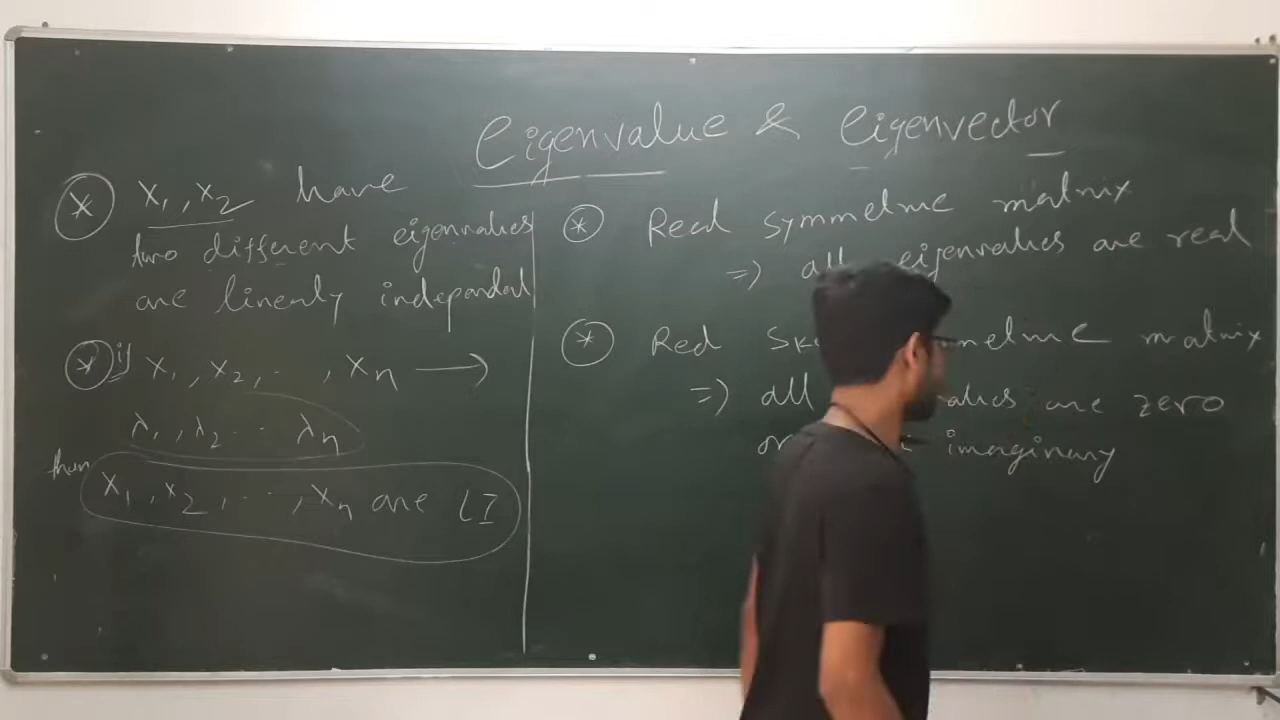 Eigenvalue & Eigenvector
* X₁, X₂ have
two different eigenvalues
are linearly independent
* if X₁, X₂, ..., Xn →
λ₁, λ₂ ... λn
then X₁, X₂, ..., Xn are LI
* Real symmetric matrix
=> all eigenvalues are real
* Real matrix
=> all are zero
imaginary